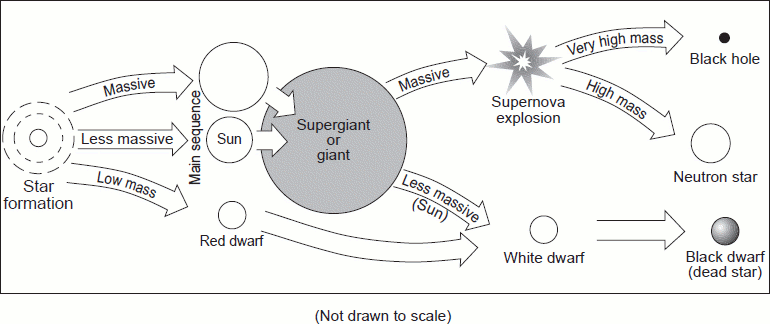 Star
formation
Massive
Less massive
Low mass
Main sequence
Sun
Red dwarf
Supergiant
or
giant
Massive
Less massive
(Sun)
Supernova
explosion
Very high mass
High mass
Black hole
Neutron star
White dwarf
Black dwarf
(dead star)
(Not drawn to scale)